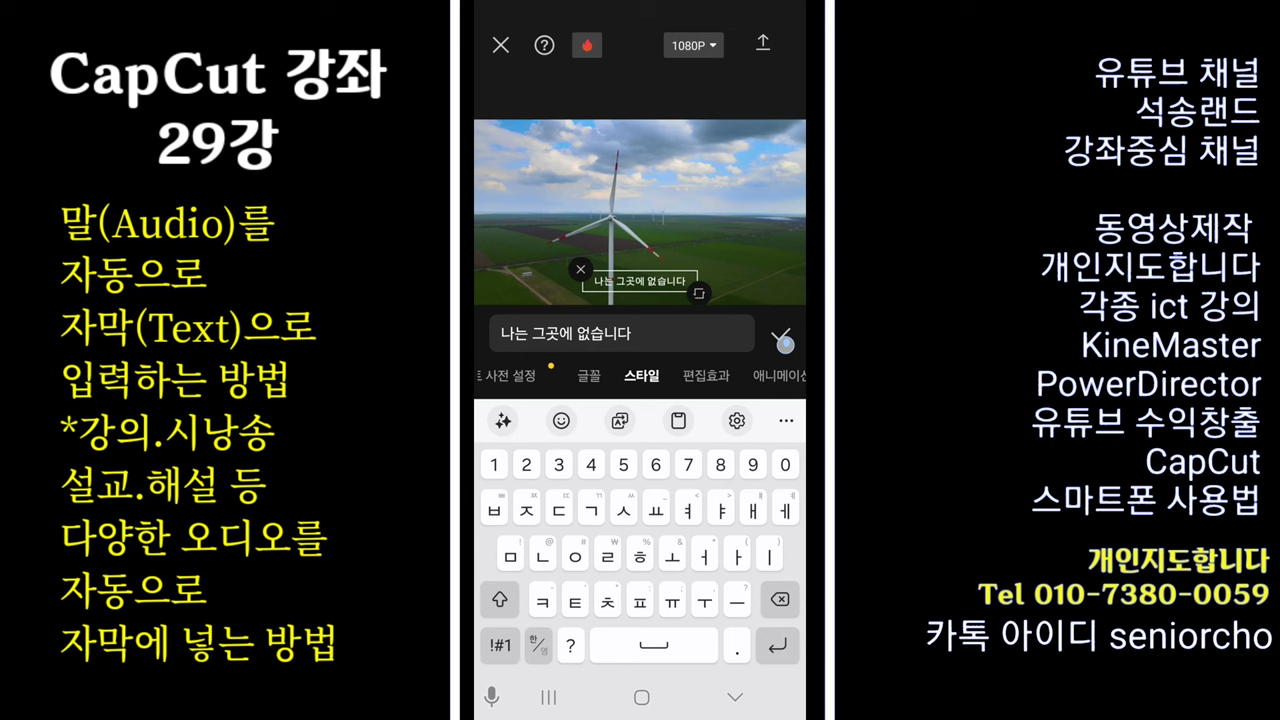 CapCut 강좌
29강
말(Audio)를
자동으로
자막(Text)으로
입력하는 방법
*강의.시낭송
설교.해설 등
다양한 오디오를
자동으로
자막에 넣는 방법
1080P
나는 그곳에 없습니다
나는 그곳에 없습니다
트 사전 설정 글꼴 스타일 편집효과 애니메이션
1 2 3 4 5 6 7 8 9 0
ㅂ ㅈ ㄷ ㄱ ㅅ ㅛ ㅕ ㅑ ㅐ ㅔ
ㅁ ㄴ ㅇ ㄹ ㅎ ㅗ ㅓ ㅏ ㅣ
ㅋ ㅌ ㅊ ㅍ ㅠ ㅜ ㅡ
!#1 한/영 ? .
유튜브 채널
석송랜드
강좌중심 채널
동영상제작
개인지도합니다
각종 ict 강의
KineMaster
PowerDirector
유튜브 수익창출
CapCut
스마트폰 사용법
개인지도합니다
Tel 010-7380-0059
카톡 아이디 seniorcho